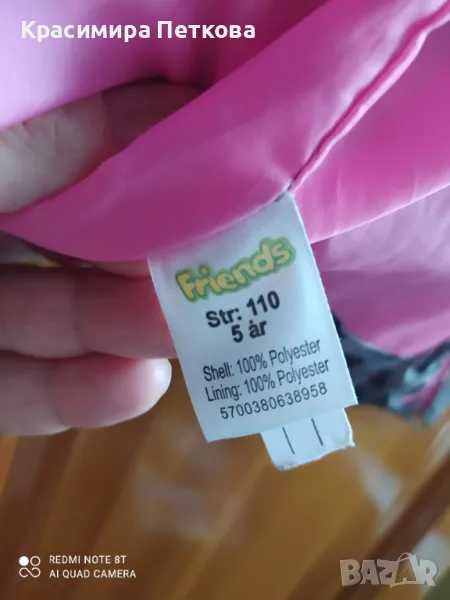 Красимира Петкова
Friends
Str: 110
5 år
Shell: 100% Polyester
Lining: 100% Polyester
5700380638958
REDMI NOTE 8T
AI QUAD CAMERA
BAZAR